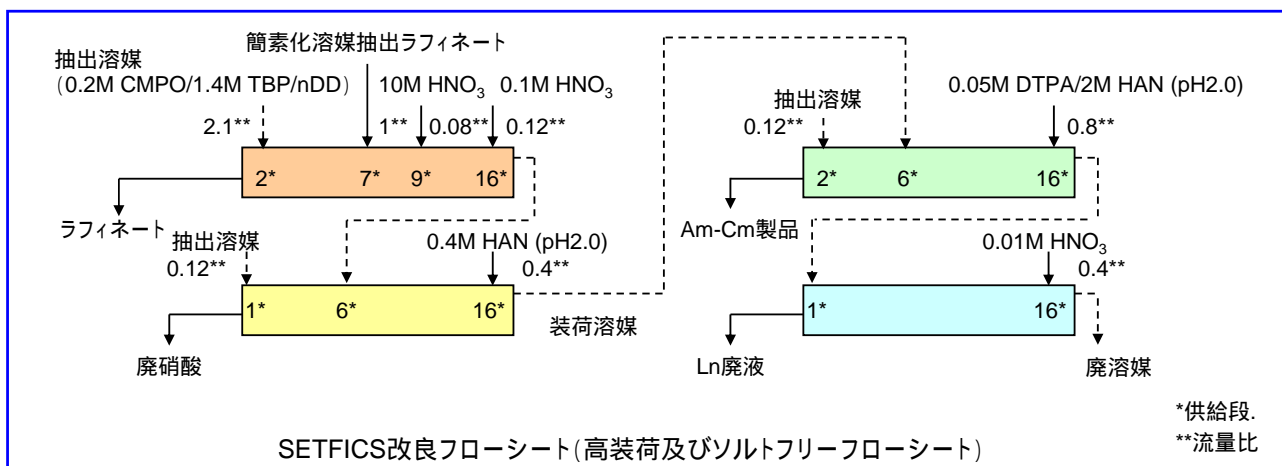 簡素化溶媒抽出ラフィネート
抽出溶媒
(0.2M CMPO/1.4M TBP/nDD)
10M HNO₃
0.1M HNO₃
2.1**
1**
0.08**
0.12**
2*
7*
9*
16*
ラフィネート
抽出溶媒
0.12**
0.4M HAN (pH2.0)
0.4**
1*
6*
16*
装荷溶媒
廃硝酸
抽出溶媒
0.12**
0.05M DTPA/2M HAN (pH2.0)
0.8**
2*
6*
16*
Am-Cm製品
0.01M HNO₃
0.4**
1*
16*
Ln廃液
廃溶媒
*供給段.
**流量比
SETFICS改良フローシート(高装荷及びソルトフリーフローシート)